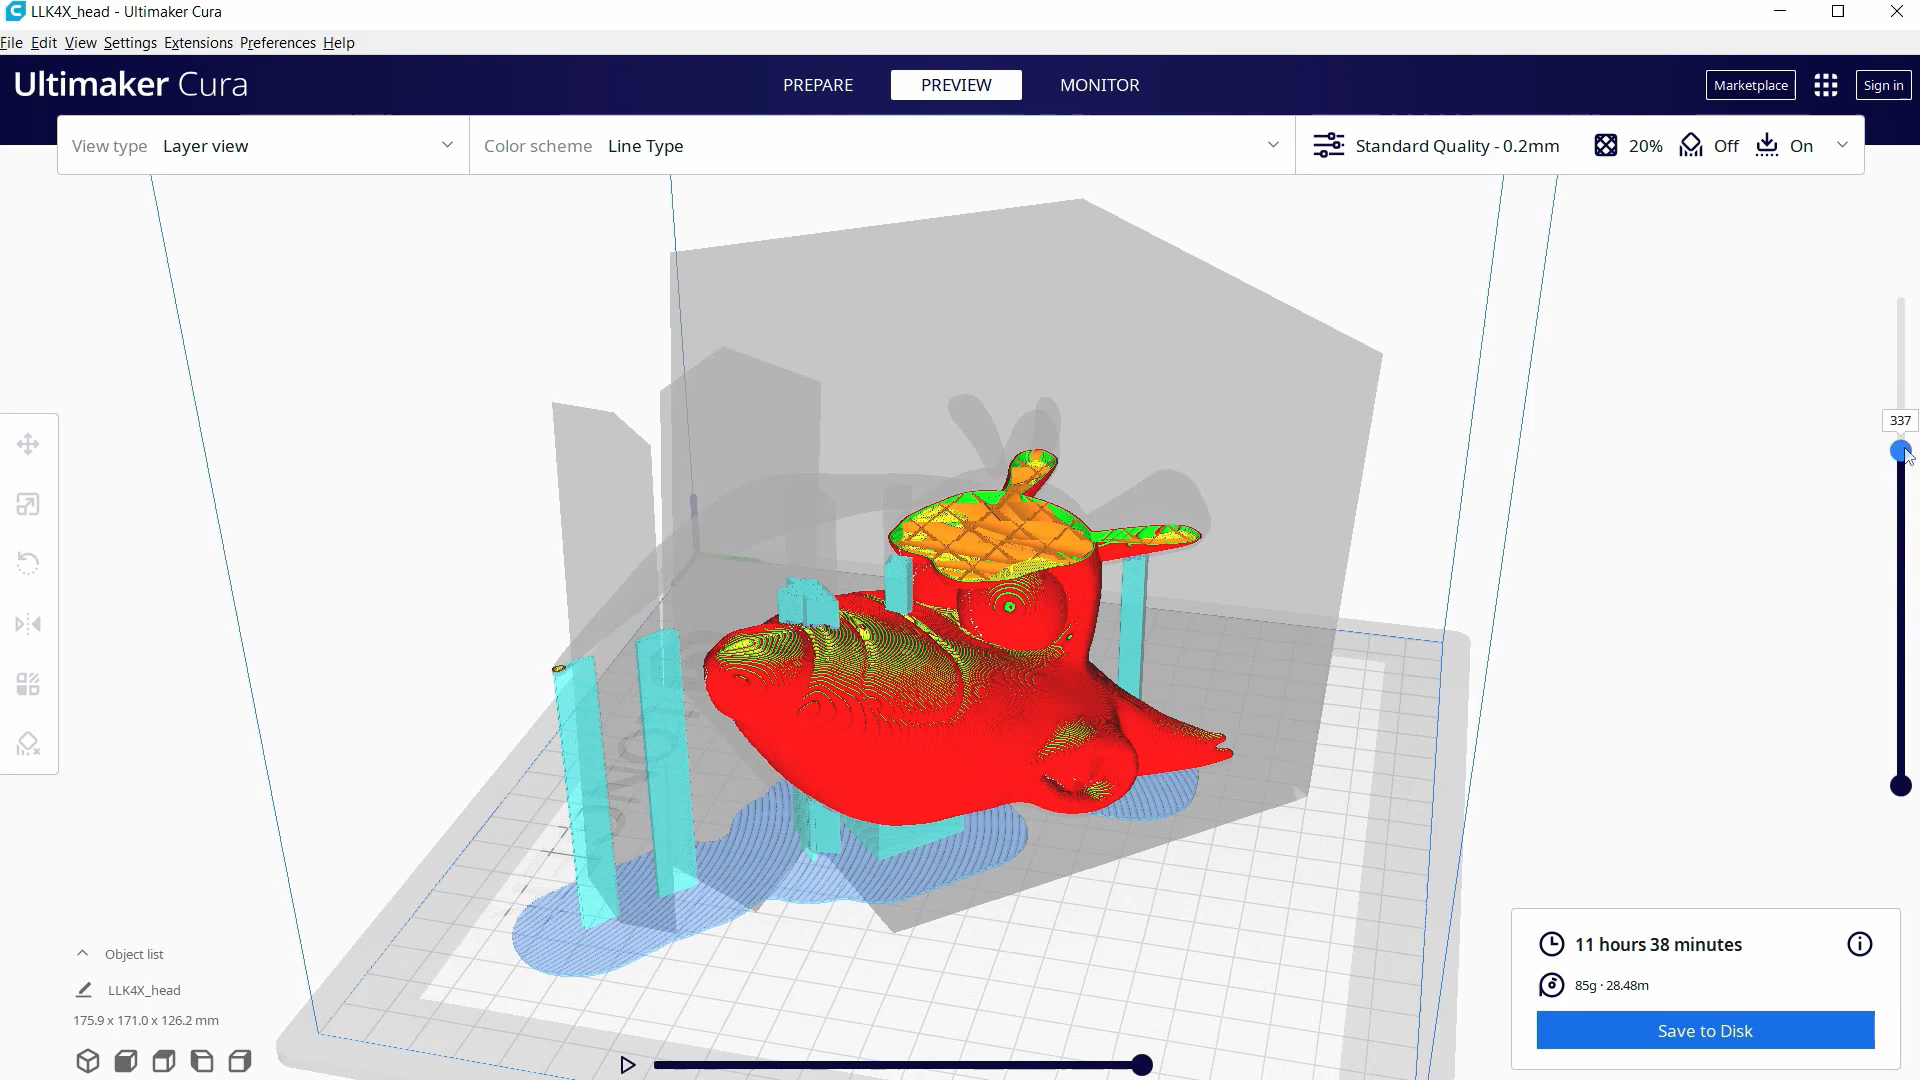 LLK4X_head - Ultimaker Cura
File Edit View Settings Extensions Preferences Help
Ultimaker Cura
PREPARE
PREVIEW
MONITOR
Marketplace
Sign in
View type Layer view
Color scheme Line Type
Standard Quality - 0.2mm
20%
Off
On
337
Object list
LLK4X_head
175.9 x 171.0 x 126.2 mm
11 hours 38 minutes
85g · 28.48m
Save to Disk